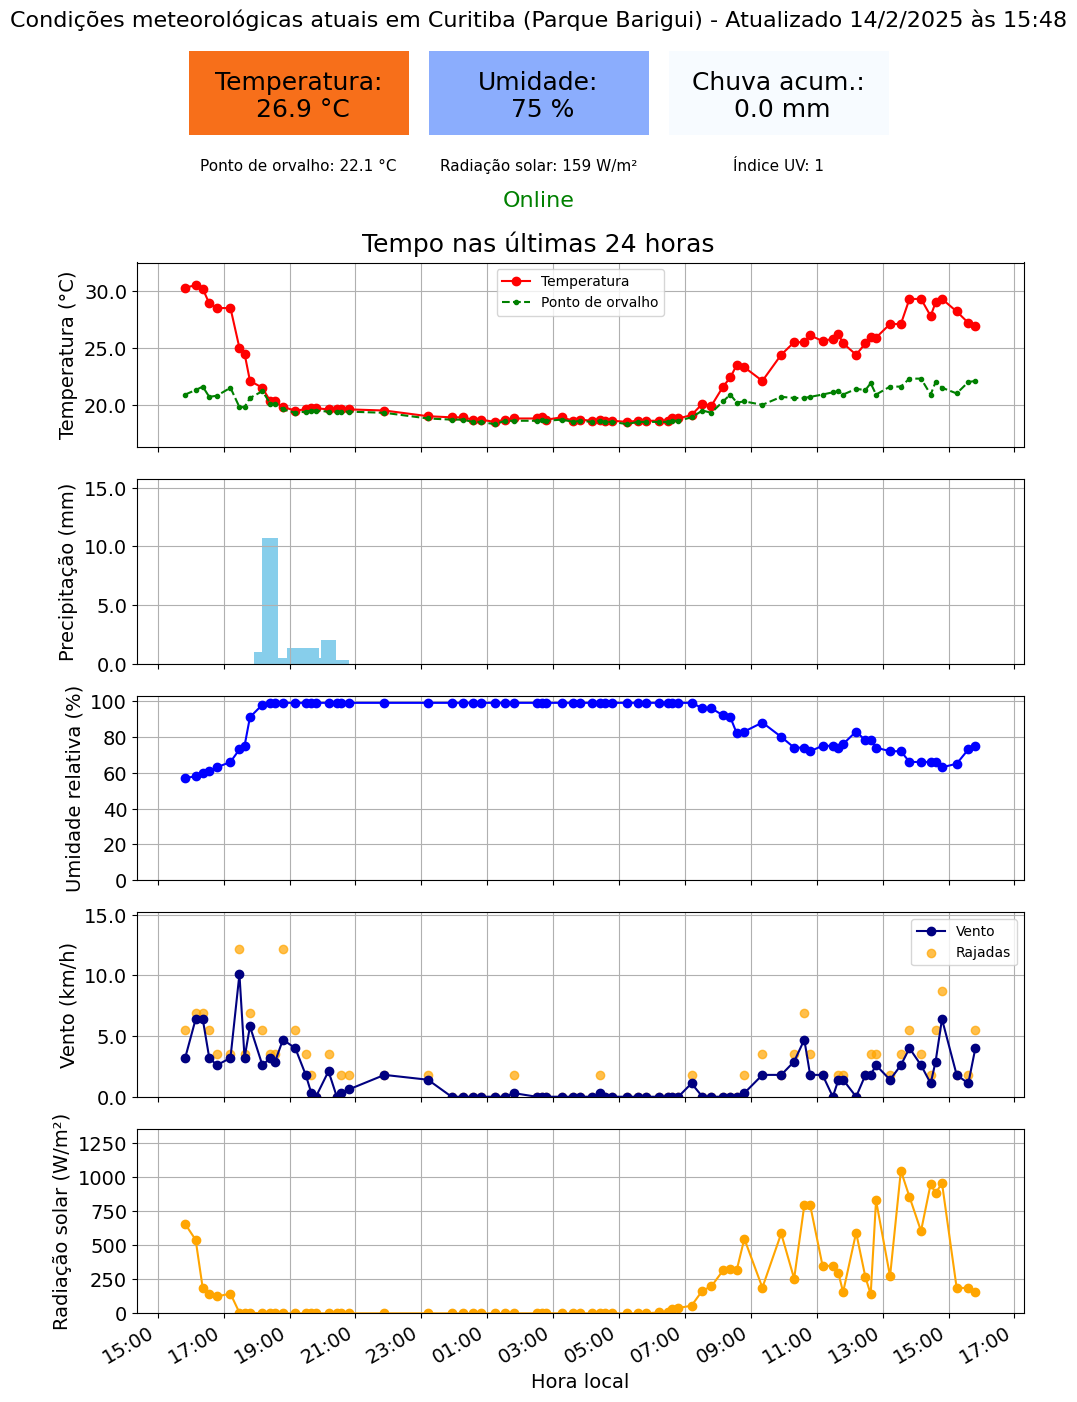 Condições meteorológicas atuais em Curitiba (Parque Barigui) - Atualizado 14/2/2025 às 15:48
Temperatura:
26.9 °C
Umidade:
75 %
Chuva acum.:
0.0 mm
Ponto de orvalho: 22.1 °C
Radiação solar: 159 W/m²
Índice UV: 1
Online
Tempo nas últimas 24 horas
Temperatura (°C)
30.0
25.0
20.0
Temperatura
Ponto de orvalho
Precipitação (mm)
15.0
10.0
5.0
0.0
Umidade relativa (%)
100
80
60
40
20
0
Vento (km/h)
15.0
10.0
5.0
0.0
Vento
Rajadas
Radiação solar (W/m²)
1250
1000
750
500
250
0
15:00
17:00
19:00
21:00
23:00
01:00
03:00
05:00
07:00
09:00
11:00
13:00
15:00
17:00
Hora local